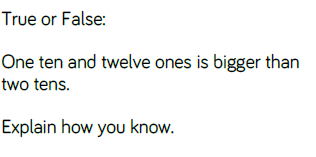 True or False:
One ten and twelve ones is bigger than
two tens.
Explain how you know.